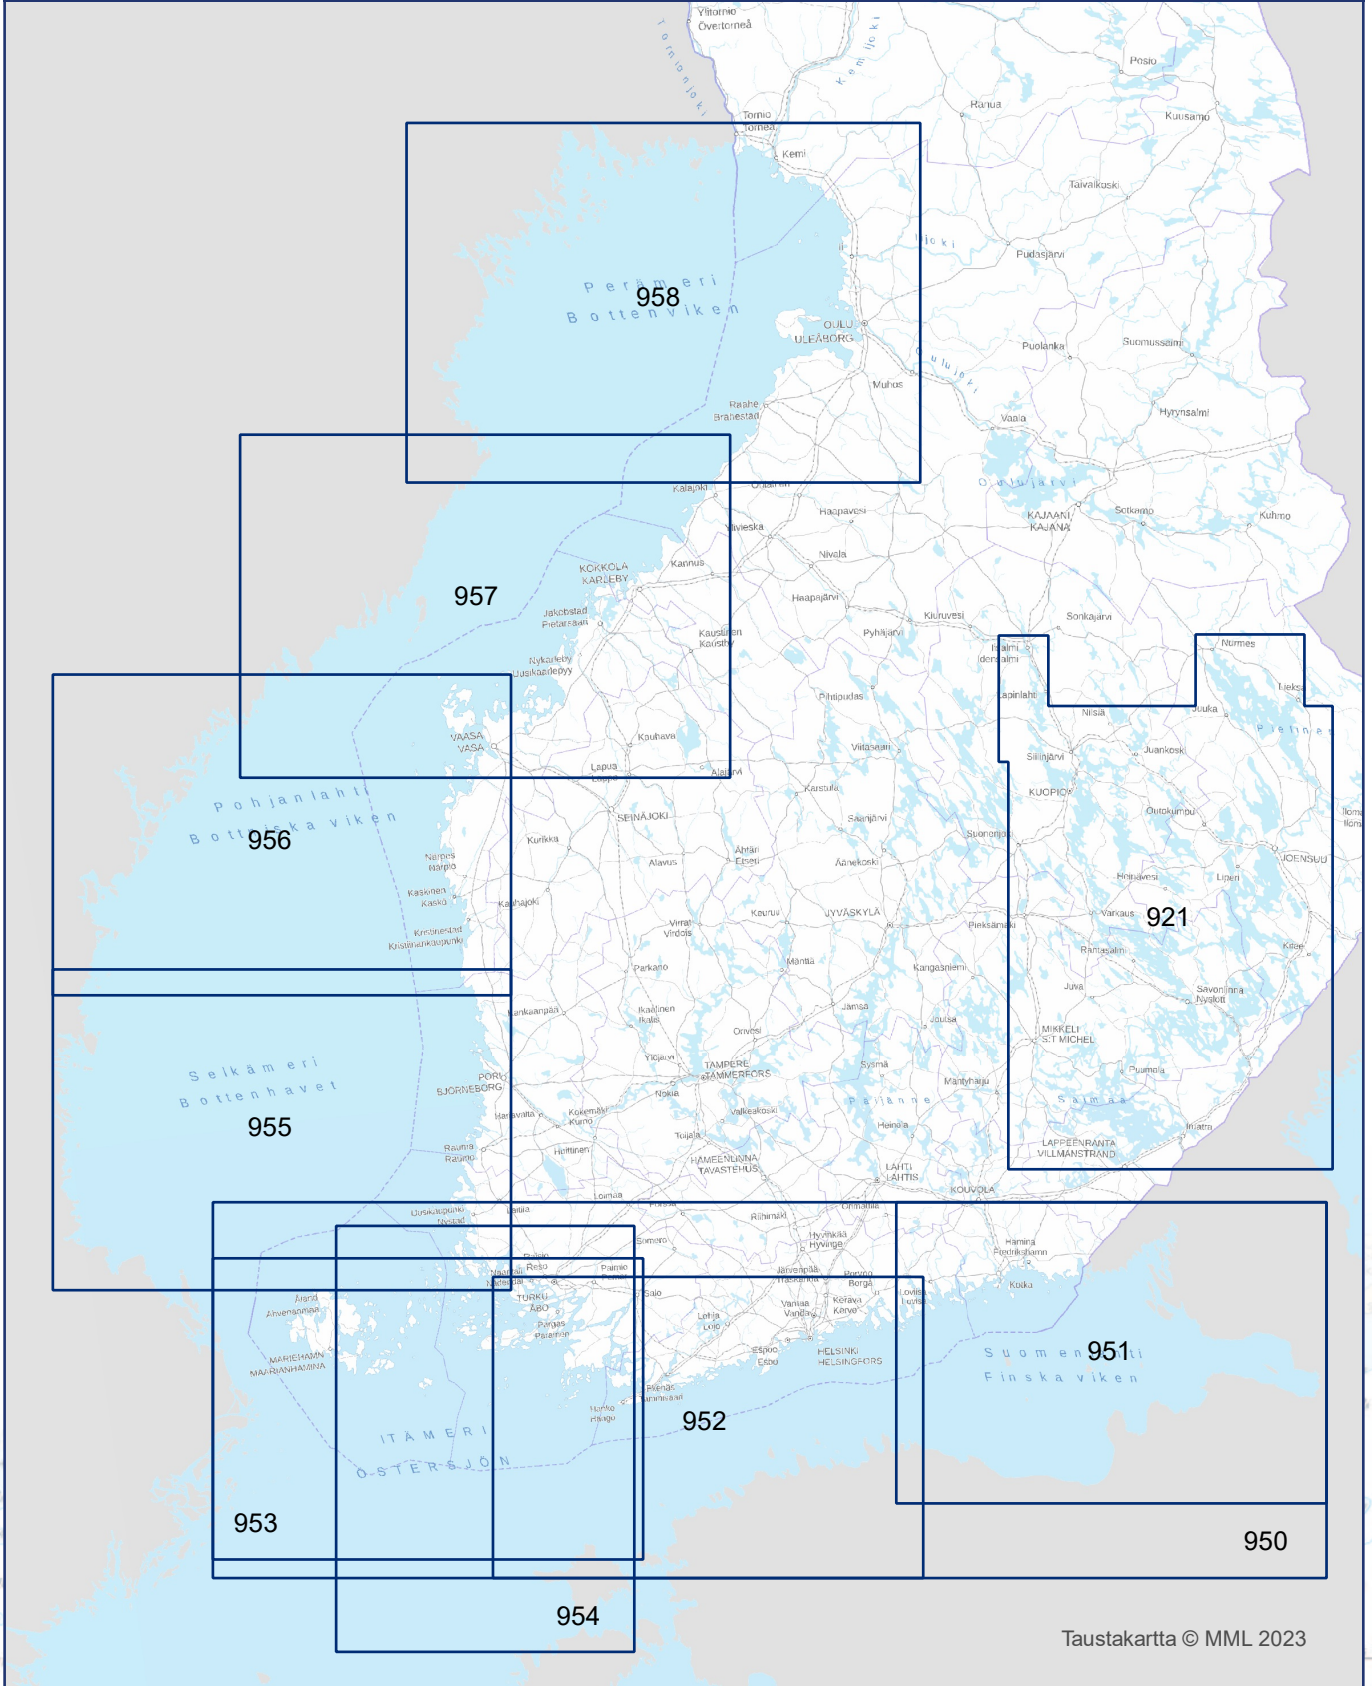 Ylitornio
Övertorneå
Tornionjoki
Kemijoki
Posio
Ranua
Kuusamo
Tornio
Torneå
Kemi
Taivalkoski
Ii
Iijoki
Pudasjärvi
Perämeri
958
Bottenviken
OULU
ULEÅBORG
Oulujoki
Puolanka
Suomussalmi
Muhos
Raahe
Brahestad
Vaala
Hyrynsalmi
Kalajoki
Oulainen
Oulujärvi
Haapavesi
KAJAANI
KAJANA
Sotkamo
Kuhmo
Ylivieska
Nivala
KOKKOLA
KARLEBY
Kannus
957
Haapajärvi
Jakobstad
Pietarsaari
Kiuruvesi
Sonkajärvi
Kaustinen
Kaustby
Pyhäjärvi
Iisalmi
Idensalmi
Nurmes
Nykarleby
Uusikaarlepyy
Pihtipudas
Lapinlahti
Lieksa
Nilsiä
Juuka
Pielinen
VAASA
VASA
Kauhava
Viitasaari
Siilinjärvi
Juankoski
Lapua
Lappo
Alajärvi
Karstula
KUOPIO
Pohjanlahti
Bottniska viken
956
SEINÄJOKI
Saarijärvi
Outokumpu
Suonenjoki
Kurikka
Närpes
Närpiö
Alavus
Ähtäri
Etseri
Äänekoski
JOENSUU
Heinävesi
Liperi
Kaskinen
Kaskö
Kauhajoki
Keuruu
JYVÄSKYLÄ
Varkaus
921
Virrat
Virdois
Pieksämäki
Kristinestad
Kristiinankaupunki
Rantasalmi
Kitee
Parkano
Mänttä
Kangasniemi
Juva
Savonlinna
Nyslott
Kankaanpää
Ikaalinen
Ikalis
Jämsä
Joutsa
Orivesi
MIKKELI
S:T MICHEL
Selkämeri
Bottenhavet
Ylöjärvi
TAMPERE
TAMMERFORS
Sysmä
Puumala
PORI
BJÖRNEBORG
Nokia
Mäntyharju
Päijänne
Saimaa
955
Harjavalta
Kokemäki
Kumo
Valkeakoski
Heinola
Toijala
Imatra
Rauma
Raumo
Huittinen
LAPPEENRANTA
VILLMANSTRAND
HÄMEENLINNA
TAVASTEHUS
LAHTI
LAHTIS
KOUVOLA
Loimaa
Forssa
Orimattila
Uusikaupunki
Nystad
Laitila
Riihimäki
Somero
Hyvinkää
Hyvinge
Hamina
Fredrikshamn
Raisio
Reso
Paimio
Pemar
Järvenpää
Träskända
Porvoo
Borgå
Kotka
Naantali
Nådendal
Salo
TURKU
ÅBO
Loviisa
Lovisa
Åland
Ahvenanmaa
Vantaa
Vanda
Kerava
Kervo
Lohja
Lojo
Pargas
Parainen
Espoo
Esbo
HELSINKI
HELSINGFORS
MARIEHAMN
MAARIANHAMINA
951
Finska viken
Ekenäs
Tammisaari
Hanko
Hangö
952
ITÄMERI
ÖSTERSJÖN
953
950
954
Taustakartta © MML 2023